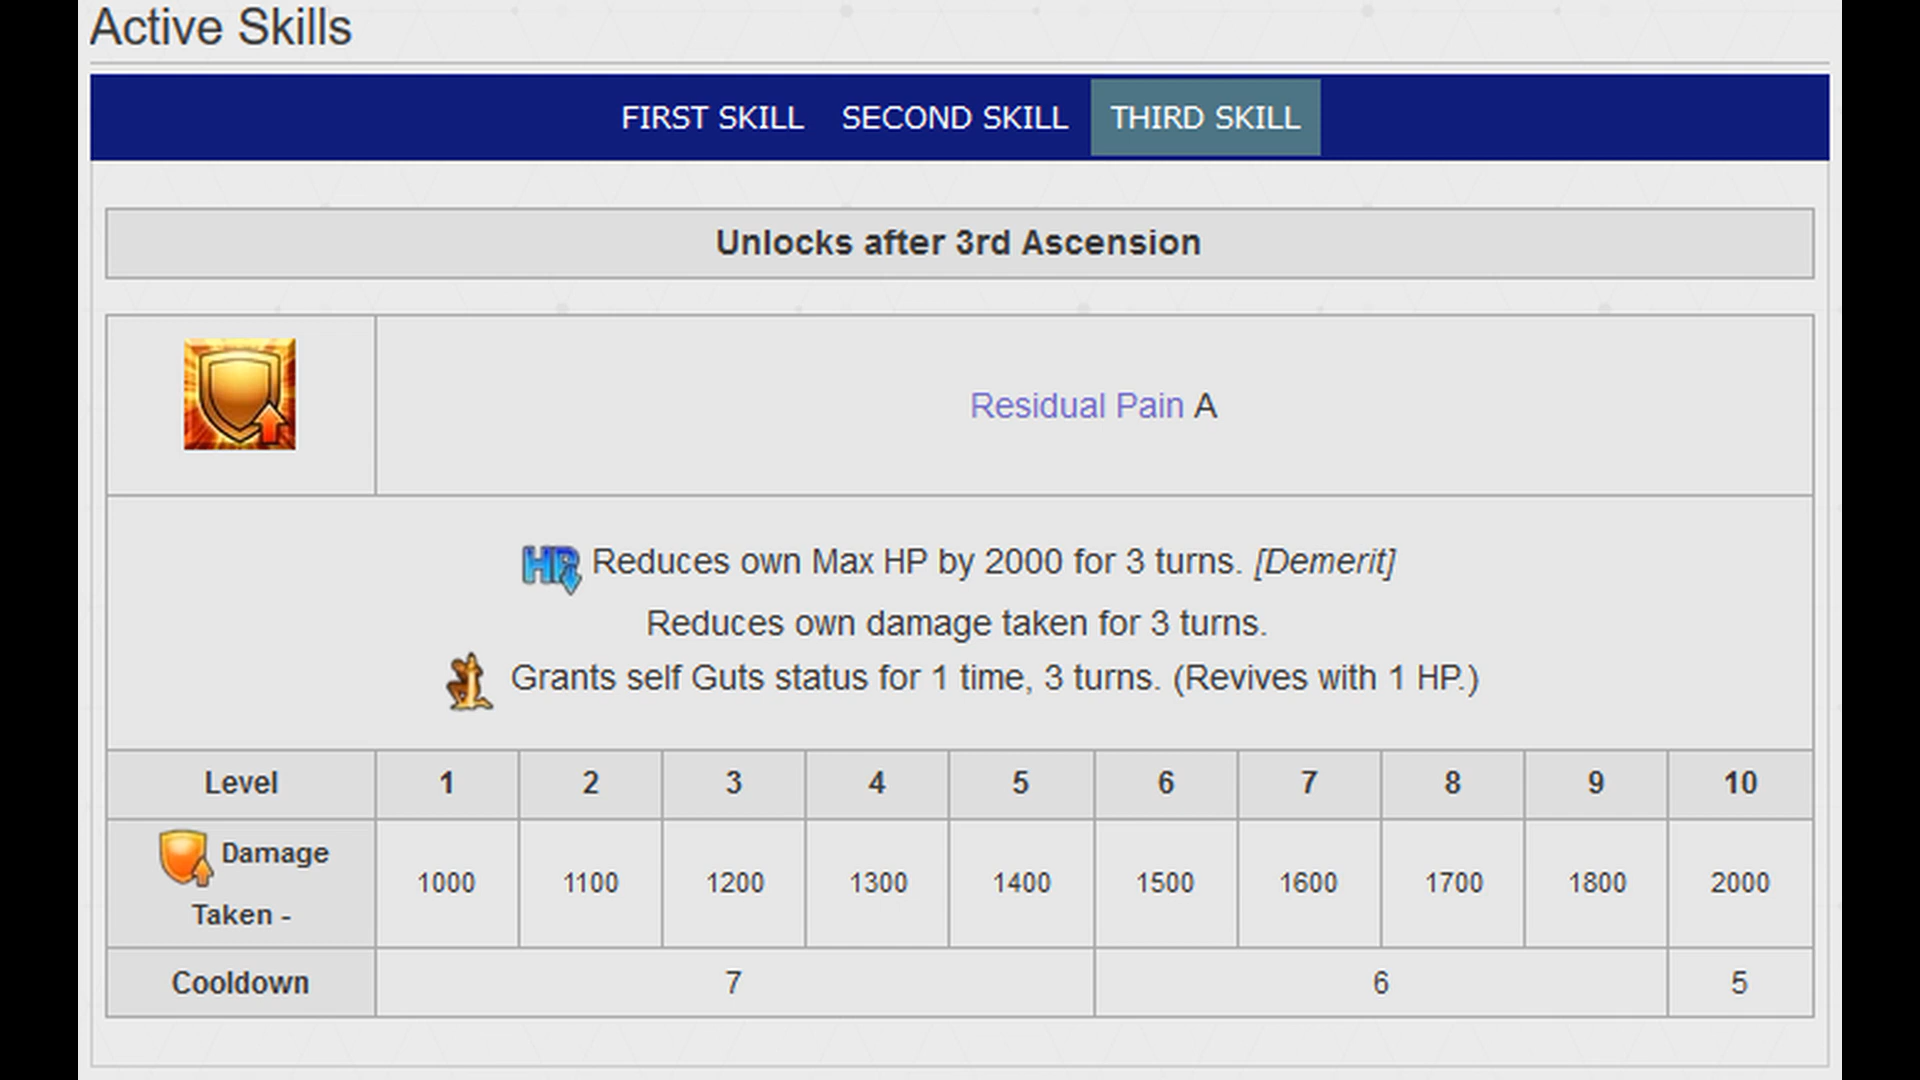 Active Skills
FIRST SKILL SECOND SKILL THIRD SKILL
Unlocks after 3rd Ascension
Residual Pain A
HP Reduces own Max HP by 2000 for 3 turns. [Demerit]
Reduces own damage taken for 3 turns.
Grants self Guts status for 1 time, 3 turns. (Revives with 1 HP.)
Level 1 2 3 4 5 6 7 8 9 10
Damage
Taken - 1000 1100 1200 1300 1400 1500 1600 1700 1800 2000
Cooldown 7 6 5